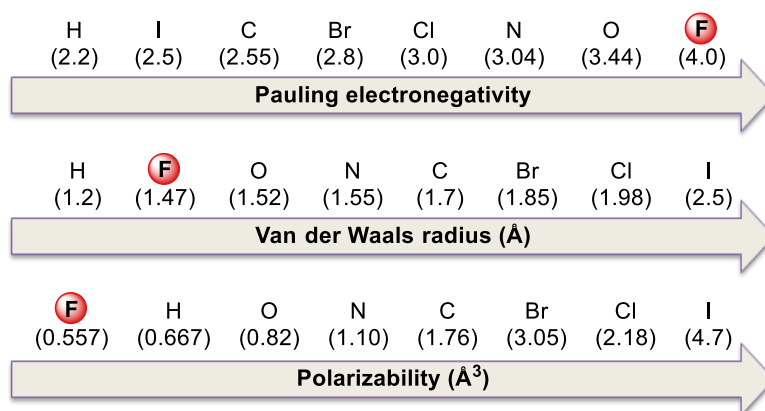 H I C Br Cl N O F
(2.2) (2.5) (2.55) (2.8) (3.0) (3.04) (3.44) (4.0)
Pauling electronegativity
H F O N C Br Cl I
(1.2) (1.47) (1.52) (1.55) (1.7) (1.85) (1.98) (2.5)
Van der Waals radius (Å)
F H O N C Br Cl I
(0.557) (0.667) (0.82) (1.10) (1.76) (3.05) (2.18) (4.7)
Polarizability (Å³)